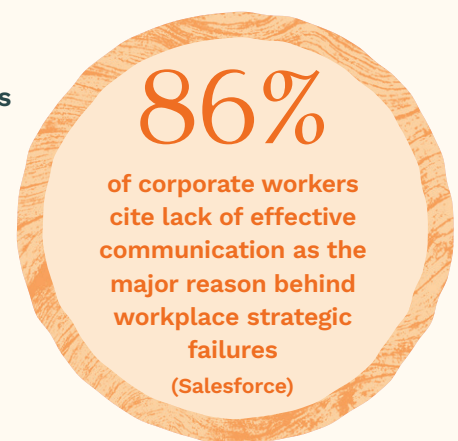 s
86%
of corporate workers
cite lack of effective
communication as the
major reason behind
workplace strategic
failures
(Salesforce)